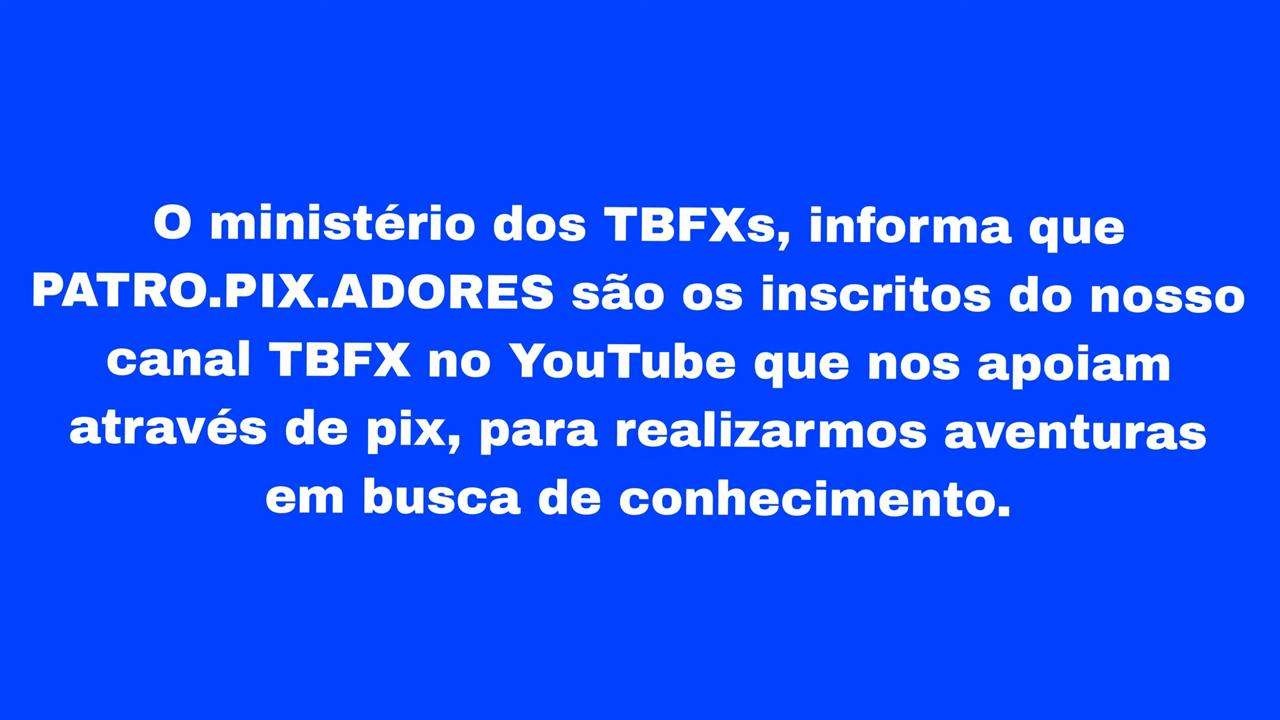 O ministério dos TBFXs, informa que
PATRO.PIX.ADORES são os inscritos do nosso
canal TBFX no YouTube que nos apoiam
através de pix, para realizarmos aventuras
em busca de conhecimento.